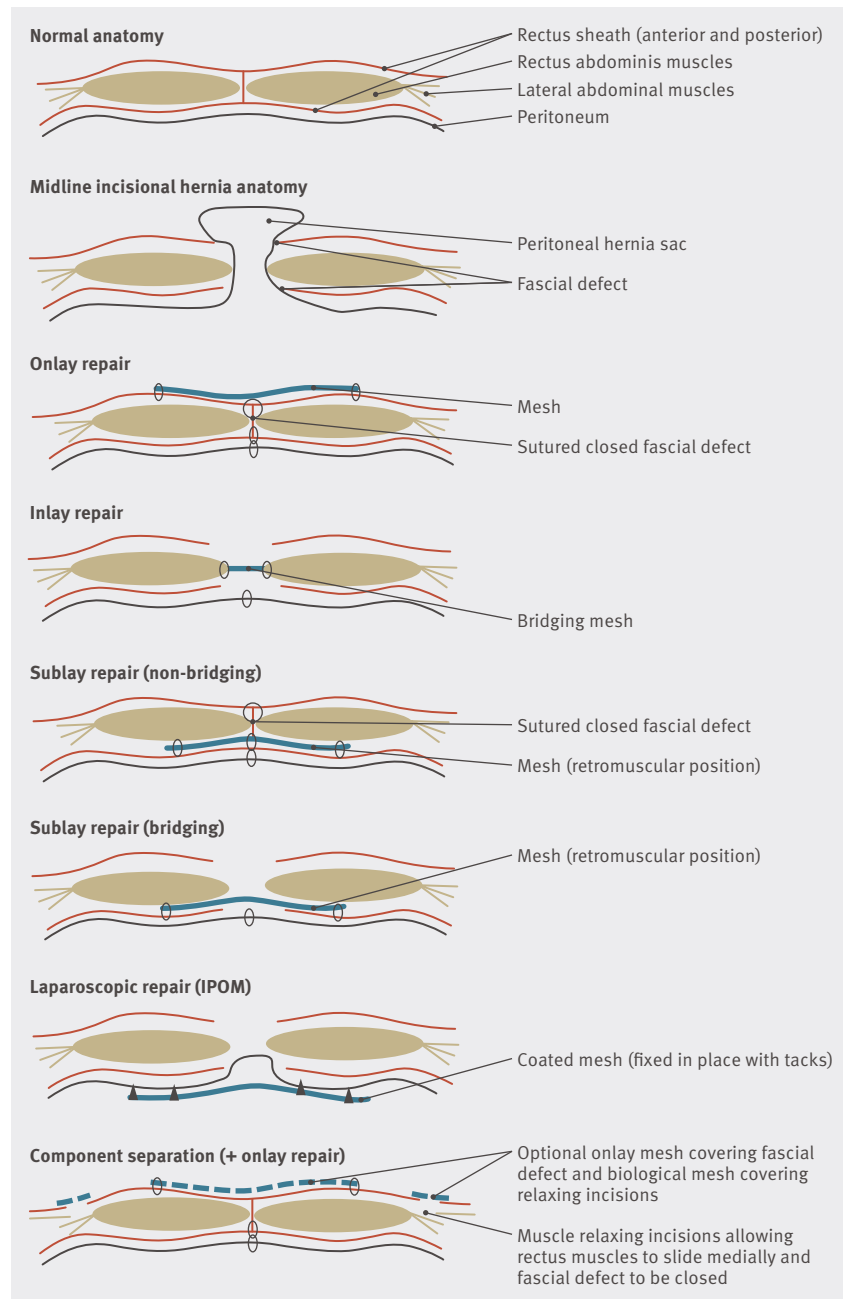 Normal anatomy
Rectus sheath (anterior and posterior)
Rectus abdominis muscles
Lateral abdominal muscles
Peritoneum
Midline incisional hernia anatomy
Peritoneal hernia sac
Fascial defect
Onlay repair
Mesh
Sutured closed fascial defect
Inlay repair
Bridging mesh
Sublay repair (non-bridging)
Sutured closed fascial defect
Mesh (retromuscular position)
Sublay repair (bridging)
Mesh (retromuscular position)
Laparoscopic repair (IPOM)
Coated mesh (fixed in place with tacks)
Component separation (+ onlay repair)
Optional onlay mesh covering fascial
defect and biological mesh covering
relaxing incisions
Muscle relaxing incisions allowing
rectus muscles to slide medially and
fascial defect to be closed